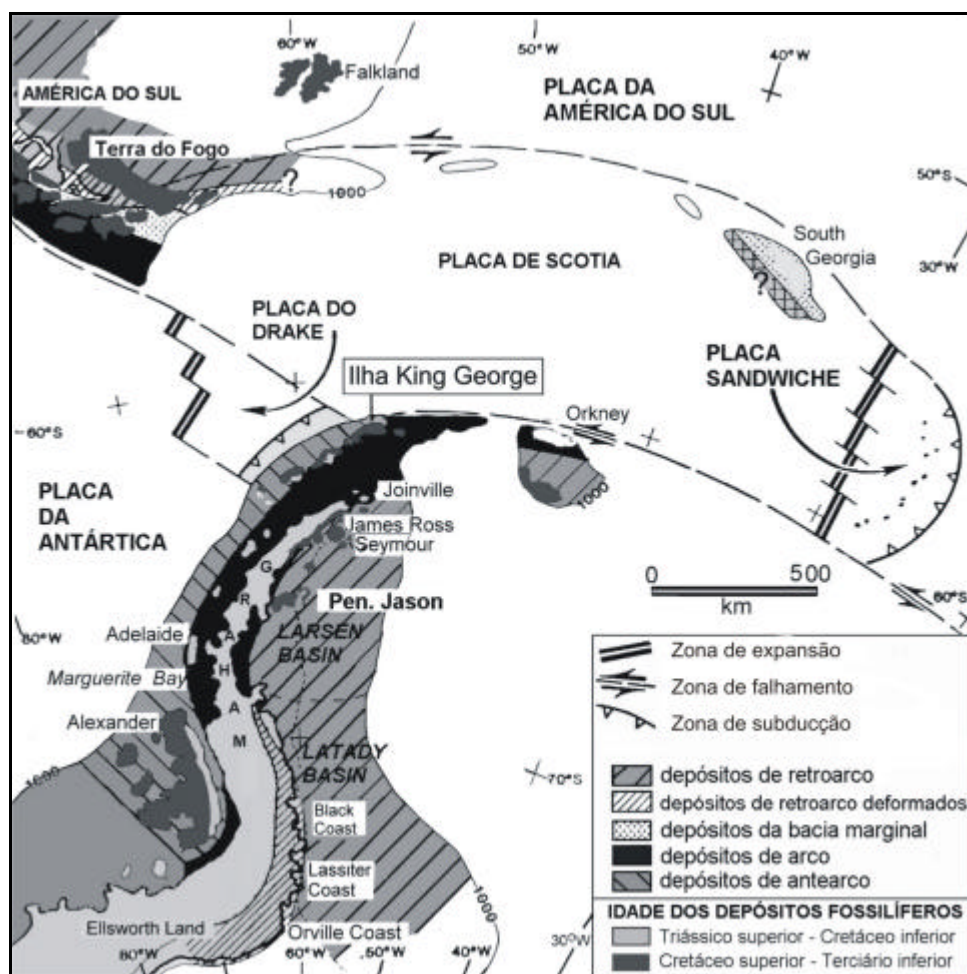 60°W
50°W
40°W
Falkland
AMÉRICA DO SUL
PLACA DA
AMÉRICA DO SUL
Terra do Fogo
?
1000
50°S
30°W
South
Georgia
?
PLACA DE SCOTIA
PLACA DO
DRAKE
PLACA
SANDWICHE
Ilha King George
Orkney
60°S
1000
PLACA
DA
ANTÁRTICA
Joinville
James Ross
Seymour
0 500
km
60°S
G
R
A
H
A
M
?
Pen. Jason
LARSEN
BASIN
Adelaide
Marguerite Bay
Alexander
LATADY
BASIN
70°S
1000
Black
Coast
Lassiter
Coast
1000
Ellsworth Land
Orville Coast
80°W
60°W
50°W
40°W
30°W
Zona de expansão
Zona de falhamento
Zona de subducção
depósitos de retroarco
depósitos de retroarco deformados
depósitos da bacia marginal
depósitos de arco
depósitos de antearco
IDADE DOS DEPÓSITOS FOSSILÍFEROS
Triássico superior - Cretáceo inferior
Cretáceo superior - Terciário inferior